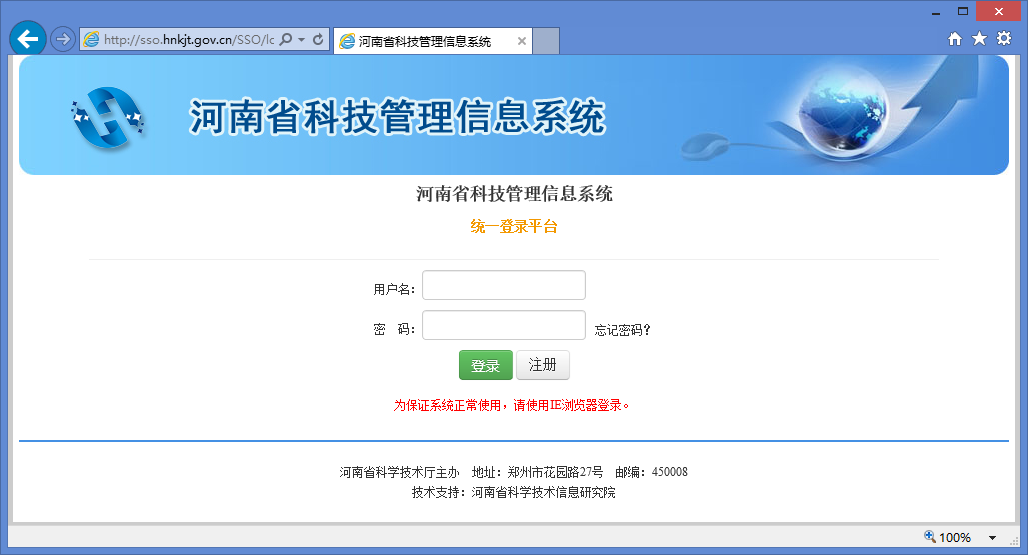 http://sso.hnkjt.gov.cn/SSO/lc
河南省科技管理信息系统
河南省科技管理信息系统
河南省科技管理信息系统
统一登录平台
用户名：
密 码： 忘记密码？
登录 注册
为保证系统正常使用，请使用IE浏览器登录。
河南省科学技术厅主办 地址：郑州市花园路27号 邮编：450008
技术支持：河南省科学技术信息研究院
100%